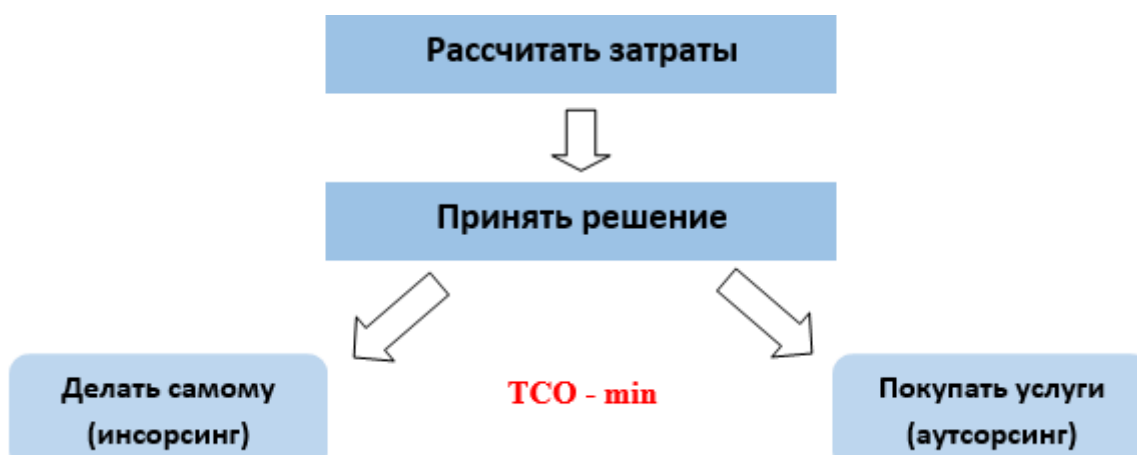 Рассчитать затраты
Принять решение
Делать самому
(инсорсинг)
TCO - min
Покупать услуги
(аутсорсинг)